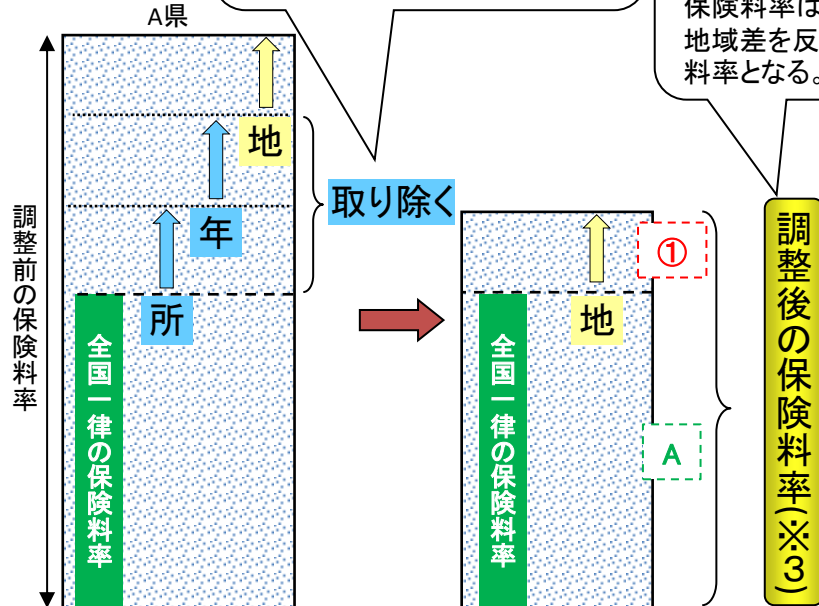 A県
保険料率は
地域差を反
料率となる。
地
年
所
取り除く
調整前の保険料率
全国一律の保険料率
①
地
A
全国一律の保険料率
調整後の保険料率(※3)